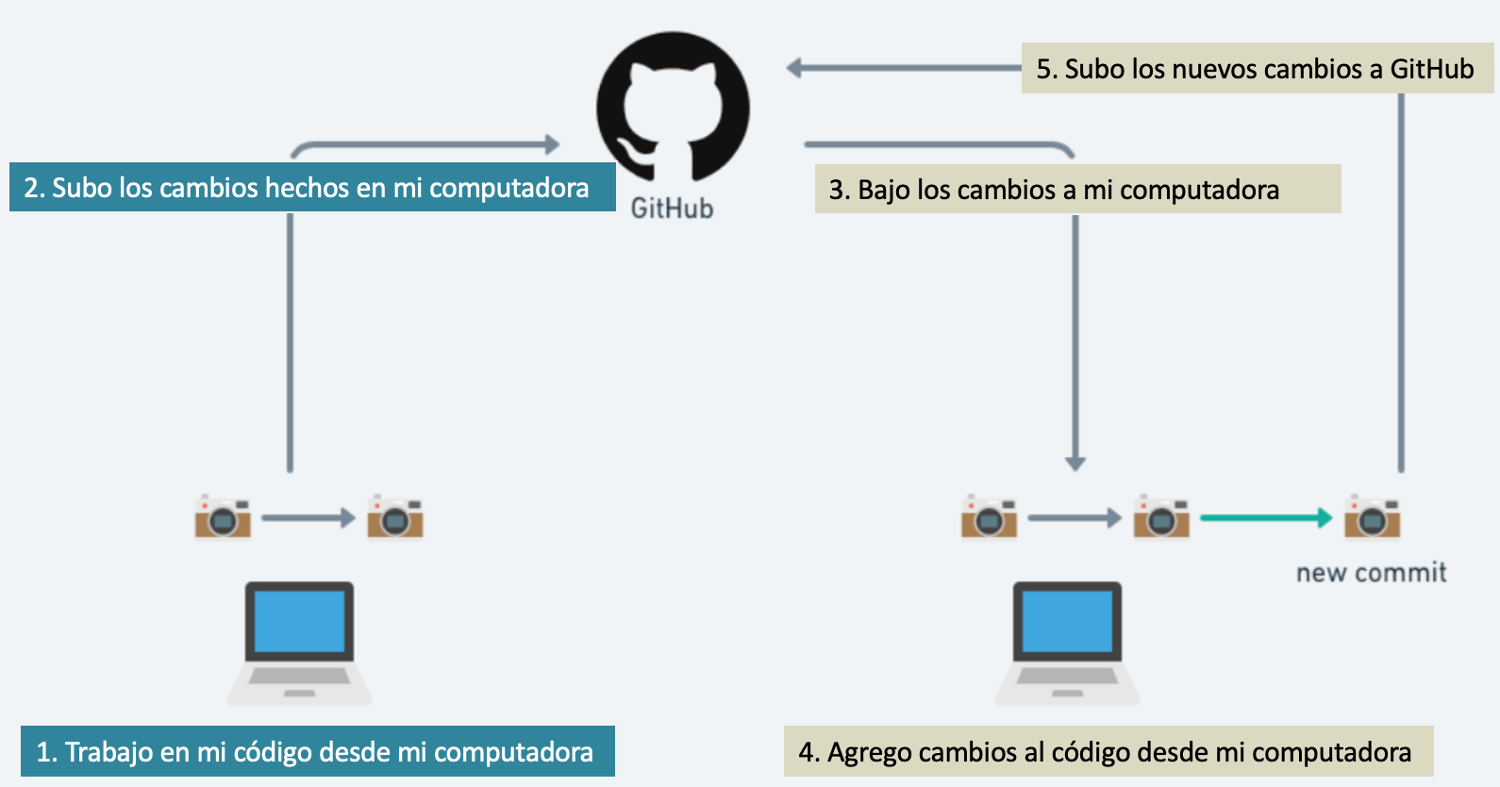 5. Subo los nuevos cambios a GitHub
2. Subo los cambios hechos en mi computadora
GitHub
3. Bajo los cambios a mi computadora
new commit
1. Trabajo en mi código desde mi computadora
4. Agrego cambios al código desde mi computadora